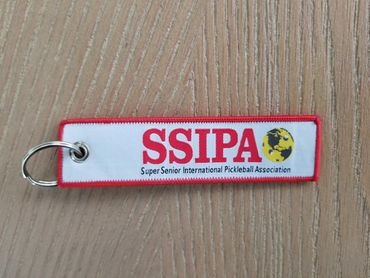 SSIPA
Super Senior International Pickleball Association